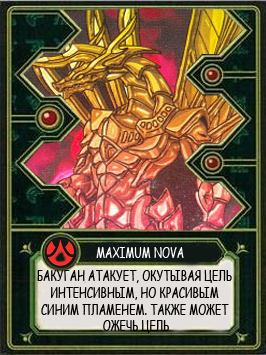 MAXIMUM NOVA
БАКУГАН АТАКУЕТ, ОКУТЫВАЯ ЦЕЛЬ
ИНТЕНСИВНЫМ, НО КРАСИВЫМ
СИНИМ ПЛАМЕНЕМ. ТАКЖЕ МОЖЕТ
ОЖЕЧЬ ЦЕЛЬ